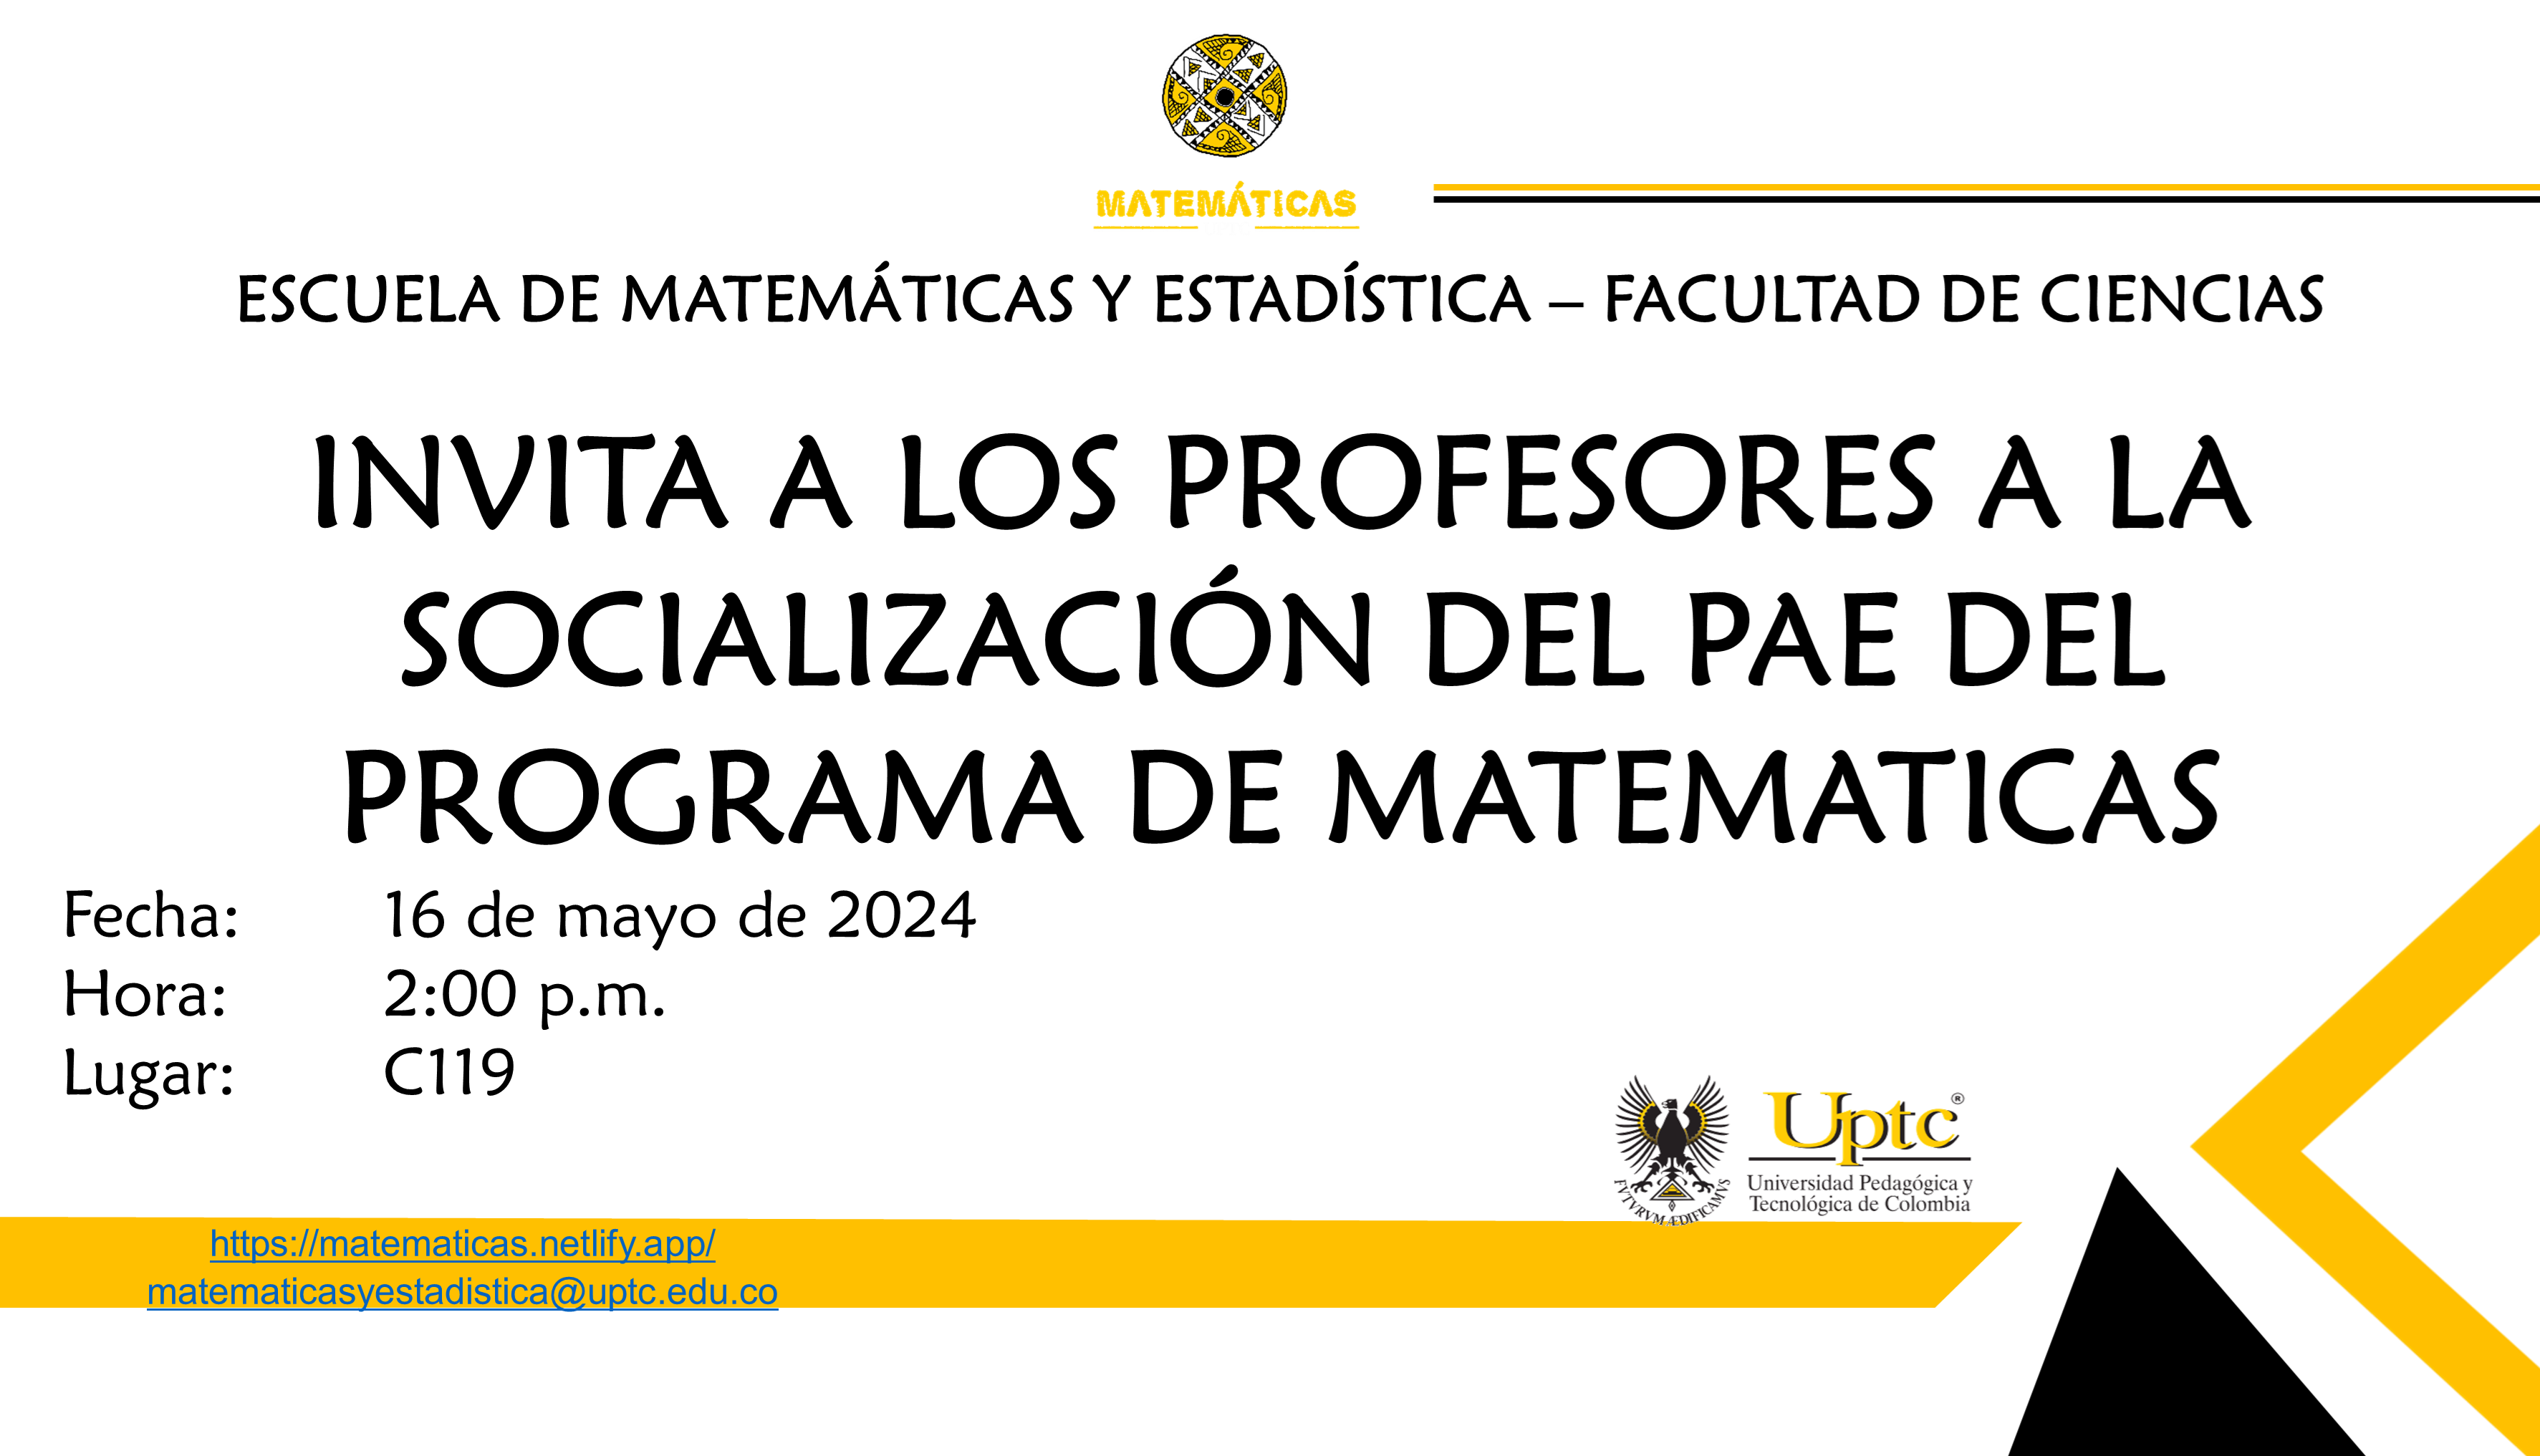 MATEMÁTICAS
ESCUELA DE MATEMÁTICAS Y ESTADÍSTICA – FACULTAD DE CIENCIAS
INVITA A LOS PROFESORES A LA
SOCIALIZACIÓN DEL PAE DEL
PROGRAMA DE MATEMATICAS
Fecha: 16 de mayo de 2024
Hora: 2:00 p.m.
Lugar: C119
Uptc®
Universidad Pedagógica y
Tecnológica de Colombia
FVTVRVM ÆDIFICAMVS
https://matematicas.netlify.app/
matematicasyestadistica@uptc.edu.co